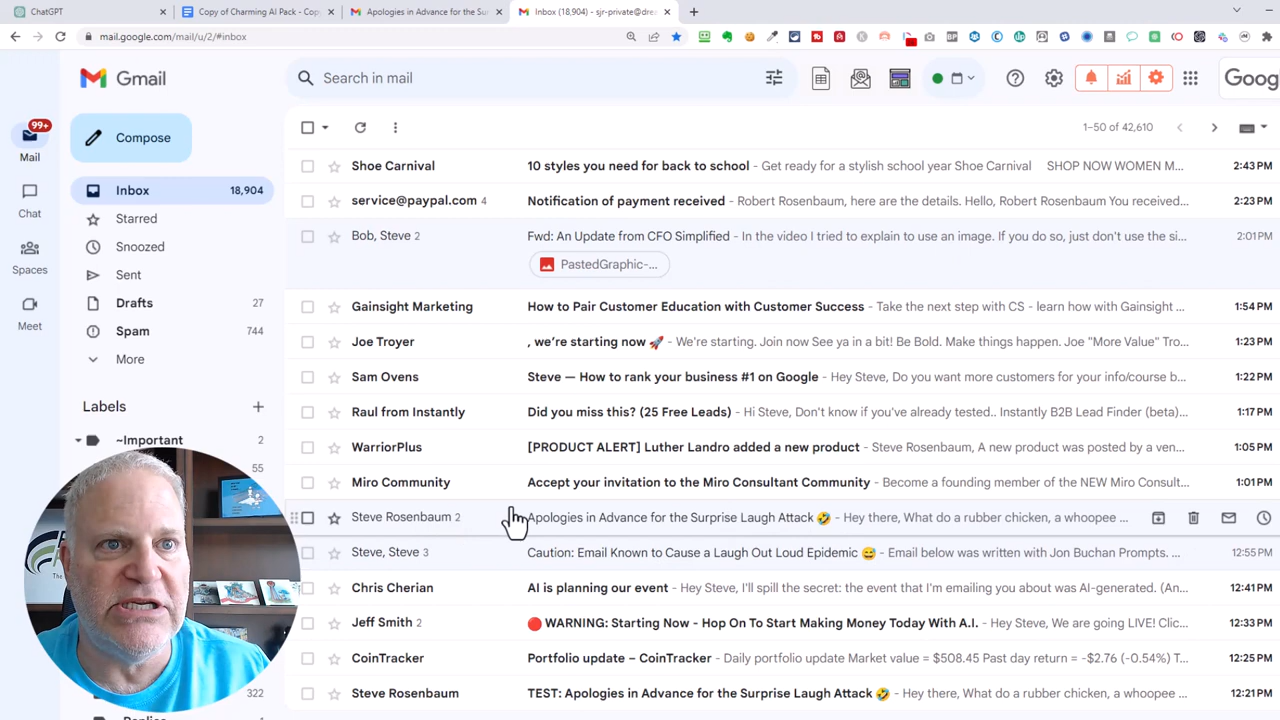 ChatGPT
Copy of Charming AI Pack - Cop
Apologies in Advance for the Su
Inbox (18,904) - sjr-private@drea
mail.google.com/mail/u/2/#inbox
Gmail
Search in mail
Goog
99+
Mail
Chat
Spaces
Meet
Compose
Inbox 18,904
Starred
Snoozed
Sent
Drafts 27
Spam 744
More
Labels
~Important 2
55
322
1–50 of 42,610
Shoe Carnival 10 styles you need for back to school - Get ready for a stylish school year Shoe Carnival SHOP NOW WOMEN M... 2:43 PM
service@paypal.com 4 Notification of payment received - Robert Rosenbaum, here are the details. Hello, Robert Rosenbaum You received... 2:23 PM
Bob, Steve 2 Fwd: An Update from CFO Simplified - In the video I tried to explain to use an image. If you do so, just don't use the si... 2:01 PM
PastedGraphic-...
Gainsight Marketing How to Pair Customer Education with Customer Success - Take the next step with CS - learn how with Gainsight ... 1:54 PM
Joe Troyer , we're starting now 🚀 - We're starting. Join now See ya in a bit! Be Bold. Make things happen. Joe "More Value" Tro... 1:23 PM
Sam Ovens Steve — How to rank your business #1 on Google - Hey Steve, Do you want more customers for your info/course b... 1:22 PM
Raul from Instantly Did you miss this? (25 Free Leads) - Hi Steve, Don't know if you've already tested.. Instantly B2B Lead Finder (beta)... 1:17 PM
WarriorPlus [PRODUCT ALERT] Luther Landro added a new product - Steve Rosenbaum, A new product was posted by a ven... 1:05 PM
Miro Community Accept your invitation to the Miro Consultant Community - Become a founding member of the NEW Miro Consult... 1:01 PM
Steve Rosenbaum 2 Apologies in Advance for the Surprise Laugh Attack 🤣 - Hey there, What do a rubber chicken, a whoopee ...
Steve, Steve 3 Caution: Email Known to Cause a Laugh Out Loud Epidemic 😅 - Email below was written with Jon Buchan Prompts. ... 12:55 PM
Chris Cherian AI is planning our event - Hey Steve, I'll spill the secret: the event that I'm emailing you about was AI-generated. (An... 12:41 PM
Jeff Smith 2 🔴 WARNING: Starting Now - Hop On To Start Making Money Today With A.I. - Hey Steve, We are going LIVE! Clic... 12:33 PM
CoinTracker Portfolio update – CoinTracker - Daily portfolio update Market value = $508.45 Past day return = -$2.76 (-0.54%) T... 12:25 PM
Steve Rosenbaum TEST: Apologies in Advance for the Surprise Laugh Attack 🤣 - Hey there, What do a rubber chicken, a whoopee ... 12:21 PM